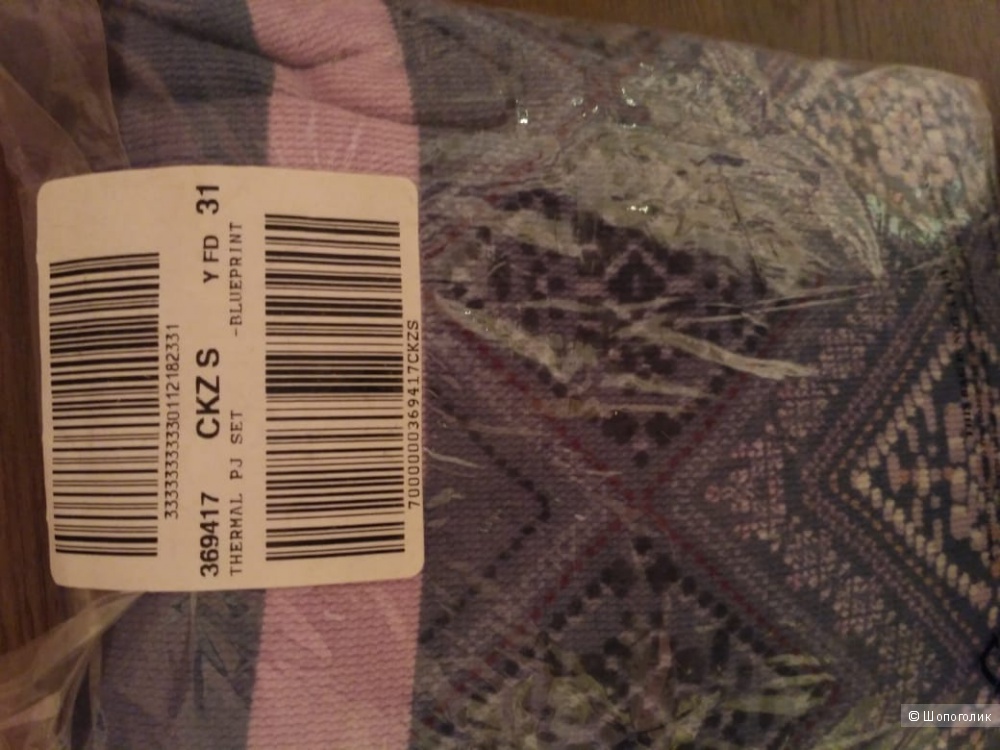 33333333330112182331
369417 CKZ S Y FD 31
THERMAL PJ SET -BLUEPRINT
7000000369417CKZS
© Шопоголик